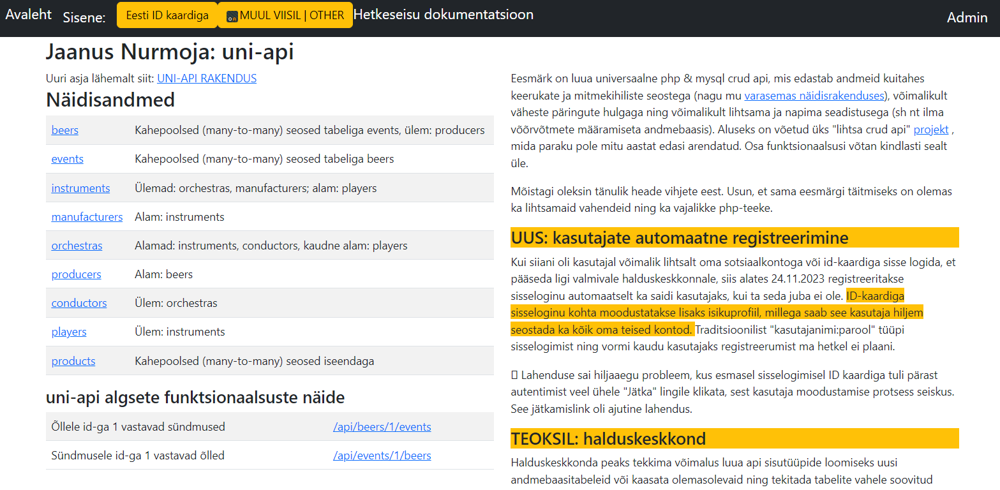 Avaleht Sisene: Eesti ID kaardiga MUUL VIISIL | OTHER Hetkeseisu dokumentatsioon Admin
Jaanus Nurmoja: uni-api
Uuri asja lähemalt siit: UNI-API RAKENDUS
Näidisandmed
beers Kahepoolsed (many-to-many) seosed tabeliga events, ülem: producers
events Kahepoolsed (many-to-many) seosed tabeliga beers
instruments Ülemad: orchestras, manufacturers; alam: players
manufacturers Alam: instruments
orchestras Alamad: instruments, conductors, kaudne alam: players
producers Alam: beers
conductors Ülem: orchestras
players Ülem: instruments
products Kahepoolsed (many-to-many) seosed iseendaga
uni-api algsete funktsionaalsuste näide
Õllele id-ga 1 vastavad sündmused /api/beers/1/events
Sündmusele id-ga 1 vastavad õlled /api/events/1/beers
Eesmärk on luua universaalne php & mysql crud api, mis edastab andmeid kuitahes
keerukate ja mitmekihiliste seostega (nagu mu varasemas näidisrakenduses), võimalikult
väheste päringute hulgaga ning võimalikult lihtsama ja napima seadistusega (sh nt ilma
võõrvõtmete määramiseta andmebaasis). Aluseks on võetud üks "lihtsa crud api" projekt ,
mida paraku pole mitu aastat edasi arendatud. Osa funktsionaalsusi võtan kindlasti sealt
üle.
Mõistagi oleksin tänulik heade vihjete eest. Usun, et sama eesmärgi täitmiseks on olemas
ka lihtsamaid vahendeid ning ka vajalikke php-teeke.
UUS: kasutajate automaatne registreerimine
Kui siiani oli kasutajal võimalik lihtsalt oma sotsiaalkontoga või id-kaardiga sisse logida, et
pääseda ligi valmivale halduskeskkonnale, siis alates 24.11.2023 registreeritakse
sisseloginu automaatselt ka saidi kasutajaks, kui ta seda juba ei ole. ID-kaardiga
sisseloginu kohta moodustatakse lisaks isikuprofiil, millega saab see kasutaja hiljem
seostada ka kõik oma teised kontod. Traditsioonilist "kasutajanimi:parool" tüüpi
sisselogimist ning vormi kaudu kasutajaks registreerumist ma hetkel ei plaani.
Lahenduse sai hiljaaegu probleem, kus esmasel sisselogimisel ID kaardiga tuli pärast
autentimist veel ühele "Jätka" lingile klikata, sest kasutaja moodustamise protsess seiskus.
See jätkamislink oli ajutine lahendus.
TEOKSIL: halduskeskkond
Halduskeskkonda peaks tekkima võimalus luua api sisutüüpide loomiseks uusi
andmebaasitabeleid või kaasata olemasolevaid ning tekitada tabelite vahele soovitud